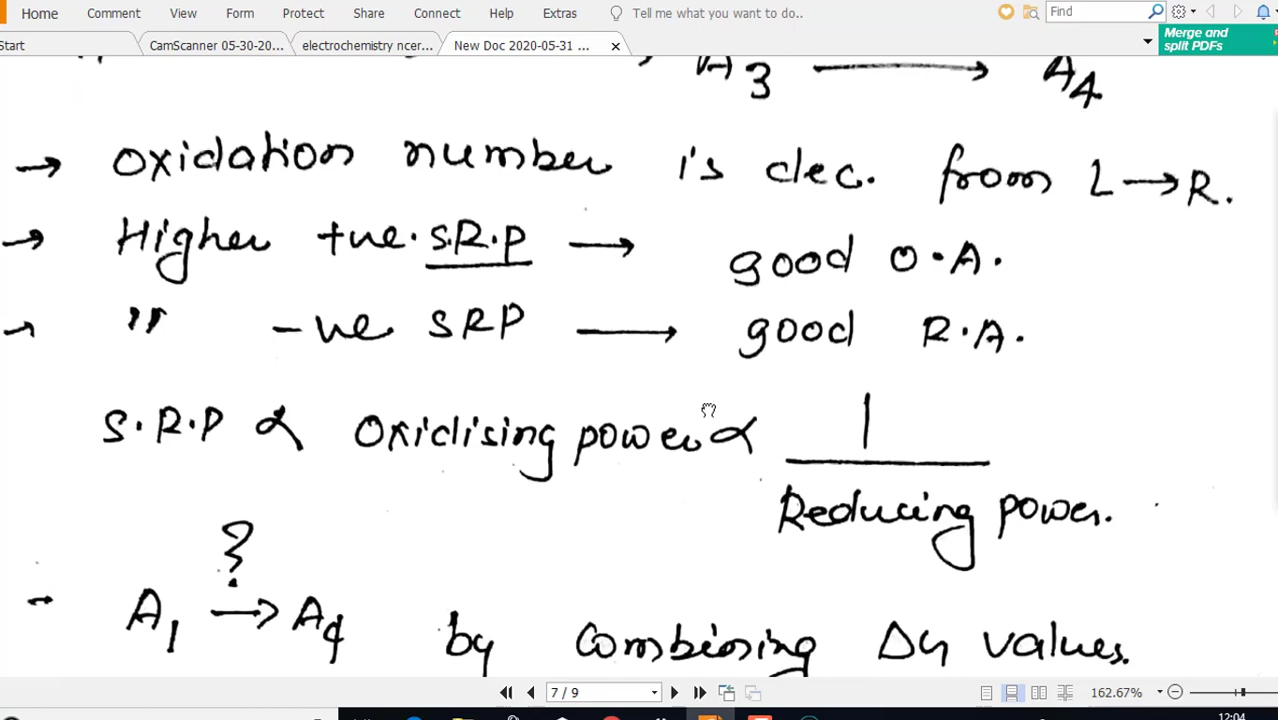 Home Comment View Form Protect Share Connect Help Extras Tell me what you want to do.. Find
Start CamScanner 05-30-20... electrochemistry ncer... New Doc 2020-05-31 ... Merge and split PDFs
A3 → A4
→ Oxidation number is dec. from L → R.
→ Higher +ve. S.R.P → good O.A.
→ " -ve SRP → good R.A.
S.R.P ∝ Oxidising power ∝ 1
Reducing power.
?
- A1 → A4 by Combining ΔG values.
7 / 9 162.67%
12:04